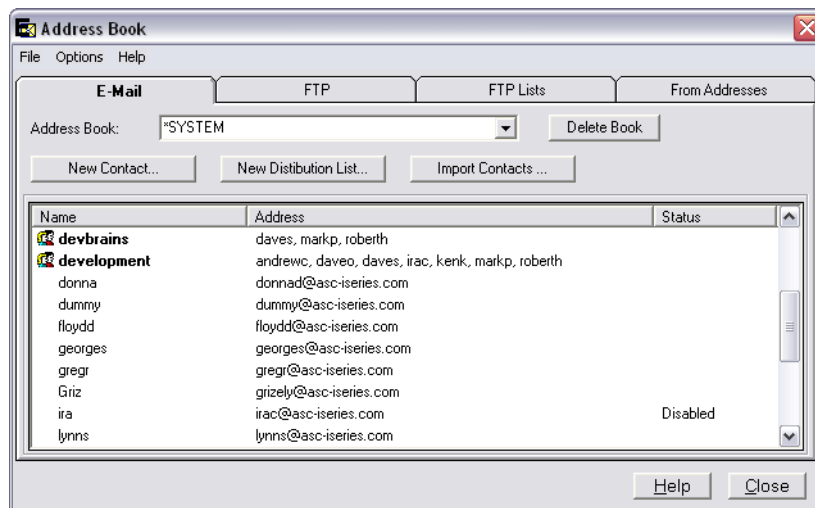 Address Book
File Options Help
E-Mail FTP FTP Lists From Addresses
Address Book: *SYSTEM Delete Book
New Contact... New Distibution List... Import Contacts ...
Name Address Status
devbrains daves, markp, roberth
development andrewc, daveo, daves, irac, kenk, markp, roberth
donna donnad@asc-iseries.com
dummy dummy@asc-iseries.com
floydd floydd@asc-iseries.com
georges georges@asc-iseries.com
gregr gregr@asc-iseries.com
Griz grizely@asc-iseries.com
ira irac@asc-iseries.com Disabled
lynns lynns@asc-iseries.com
Help Close